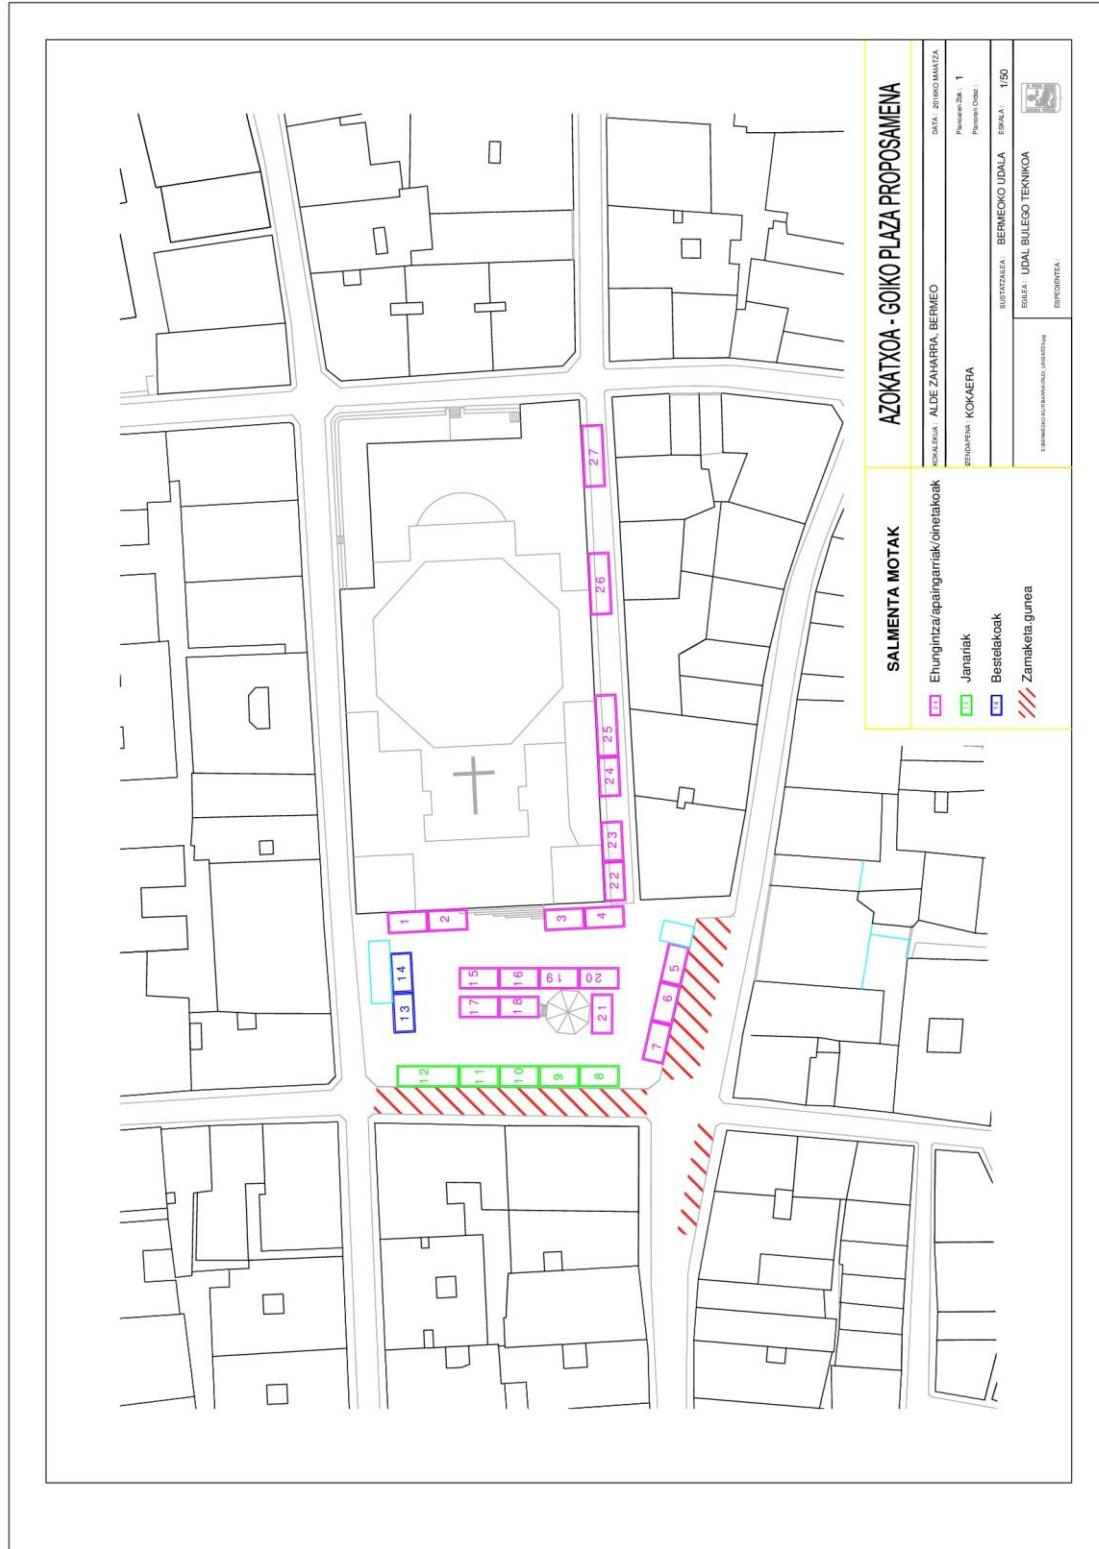 AZOKATXOA - GOIKO PLAZA PROPOSAMENA
KOKALEKUA : ALDE ZAHARRA, BERMEO
DATA : 2016KO MAIATZA
IZENDAPENA : KOKAERA
Planoaren Zbk : 1
Planoren Ordez :
SUSTATZAILEA : BERMEOKO UDALA
ESKALA : 1/50
EGILEA : UDAL BULEGO TEKNIKOA
ESPEDIENTEA :
SALMENTA MOTAK
24 Ehungintza/apaingarriak/oinetakoak
Janariak
14 Bestelakoak
Zamaketa gunea
1
2
3
4
5
6
7
8
9
10
11
12
13
14
15
16
17
18
19
20
21
22
23
24
25
26
27